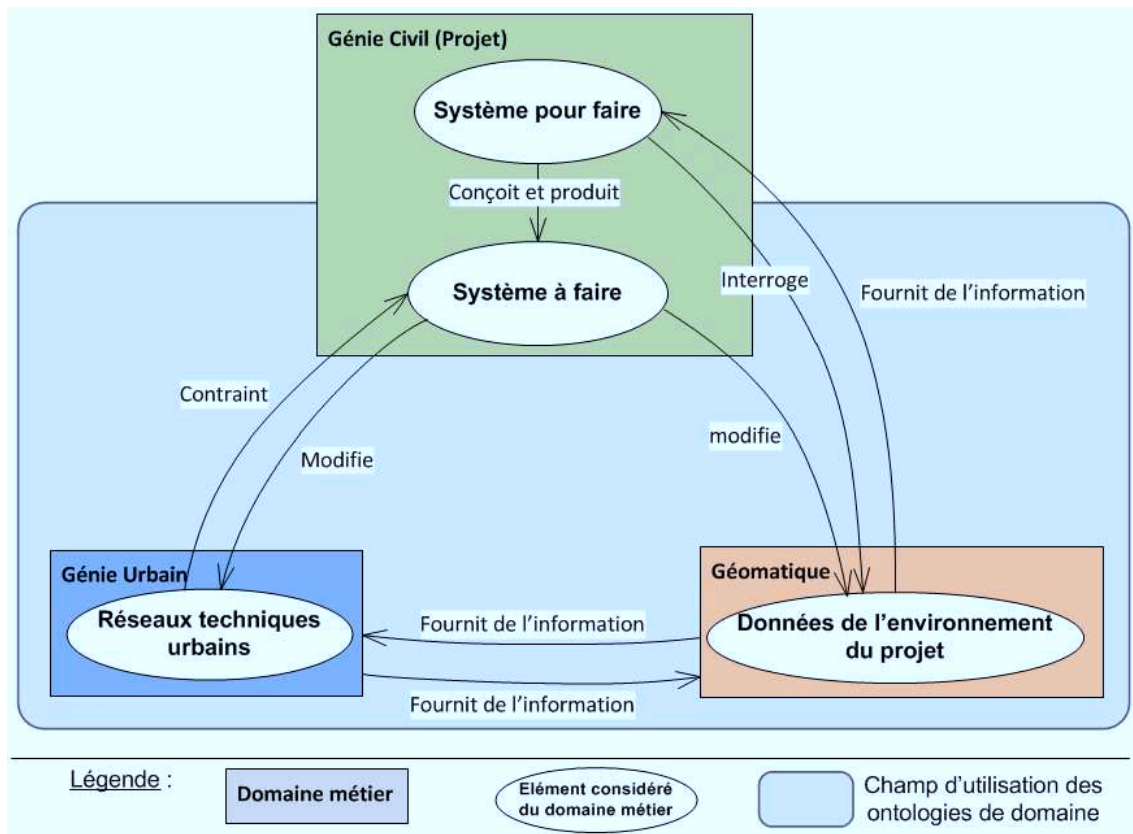 Génie Civil (Projet)
Système pour faire
Conçoit et produit
Système à faire
Interroge
Fournit de l'information
Contraint
Modifie
modifie
Génie Urbain
Réseaux techniques
urbains
Géomatique
Données de l'environnement
du projet
Fournit de l'information
Fournit de l'information
Légende :
Domaine métier
Elément considéré
du domaine métier
Champ d'utilisation des
ontologies de domaine